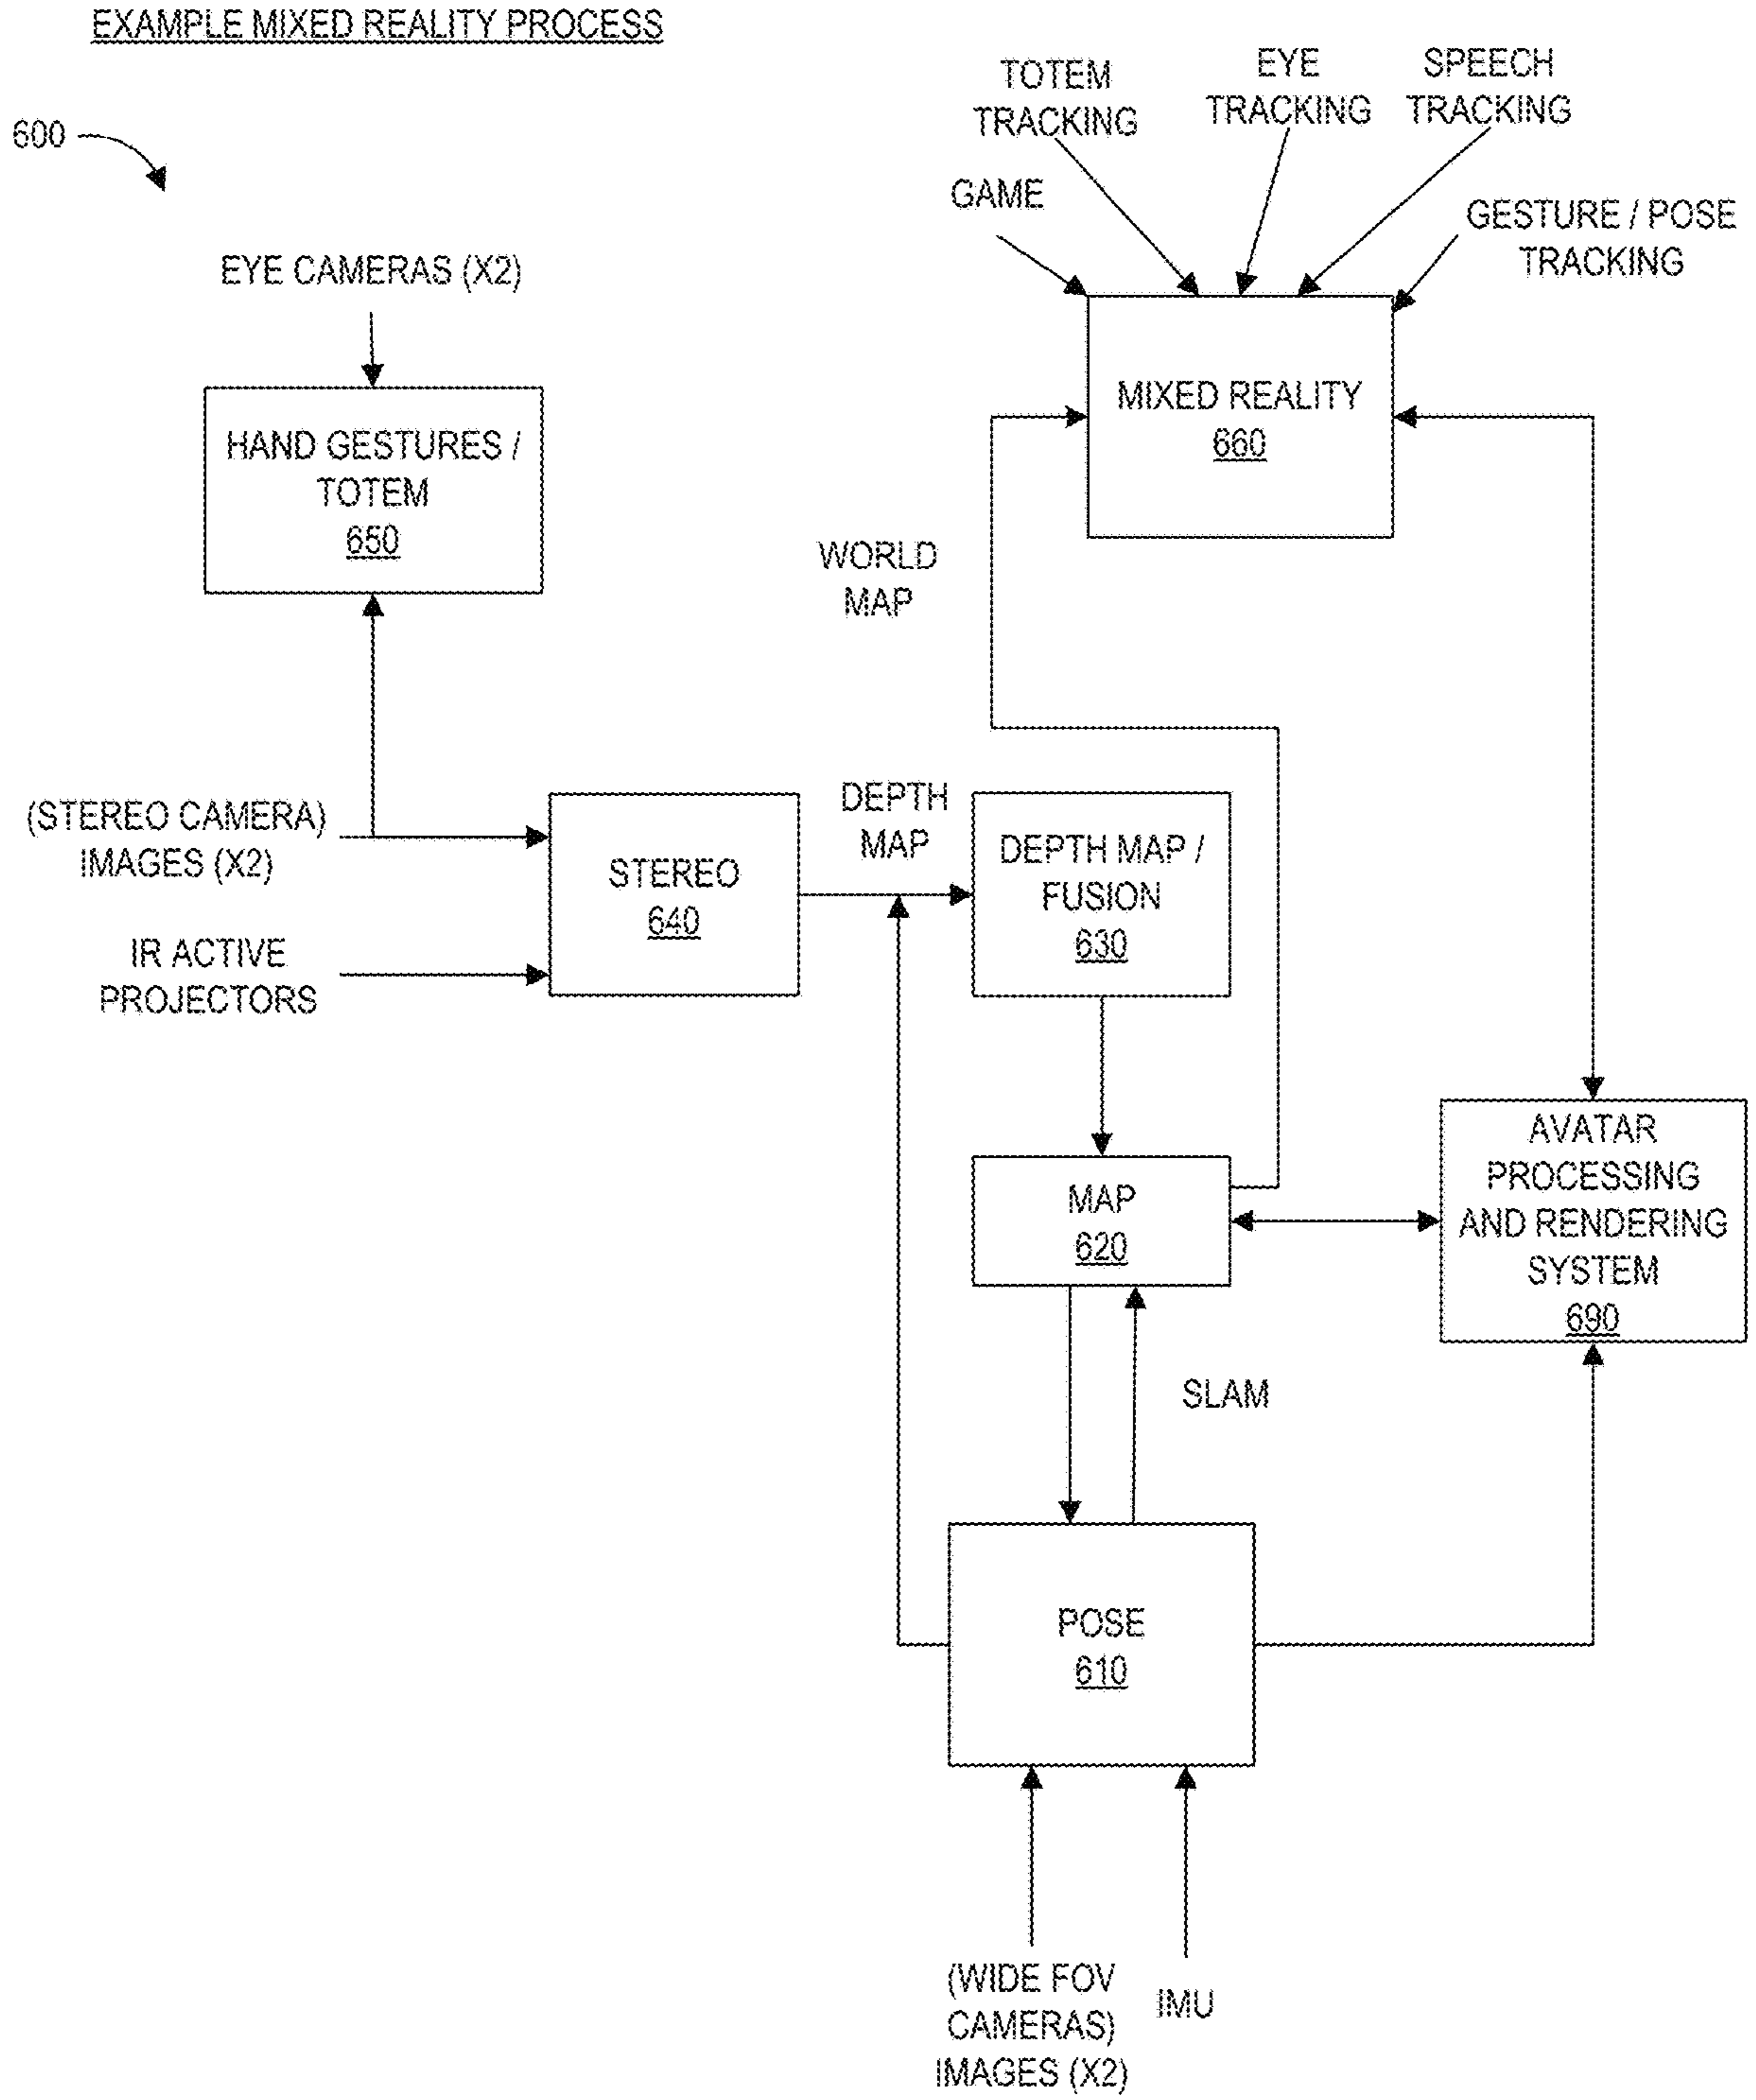 EXAMPLE MIXED REALITY PROCESS
600
TOTEM
TRACKING
EYE
TRACKING
SPEECH
TRACKING
GAME
GESTURE / POSE
TRACKING
EYE CAMERAS (X2)
HAND GESTURES /
TOTEM
650
MIXED REALITY
660
WORLD
MAP
(STEREO CAMERA)
IMAGES (X2)
IR ACTIVE
PROJECTORS
STEREO
640
DEPTH
MAP
DEPTH MAP /
FUSION
630
MAP
620
AVATAR
PROCESSING
AND RENDERING
SYSTEM
690
SLAM
POSE
610
(WIDE FOV
CAMERAS)
IMAGES (X2)
IMU